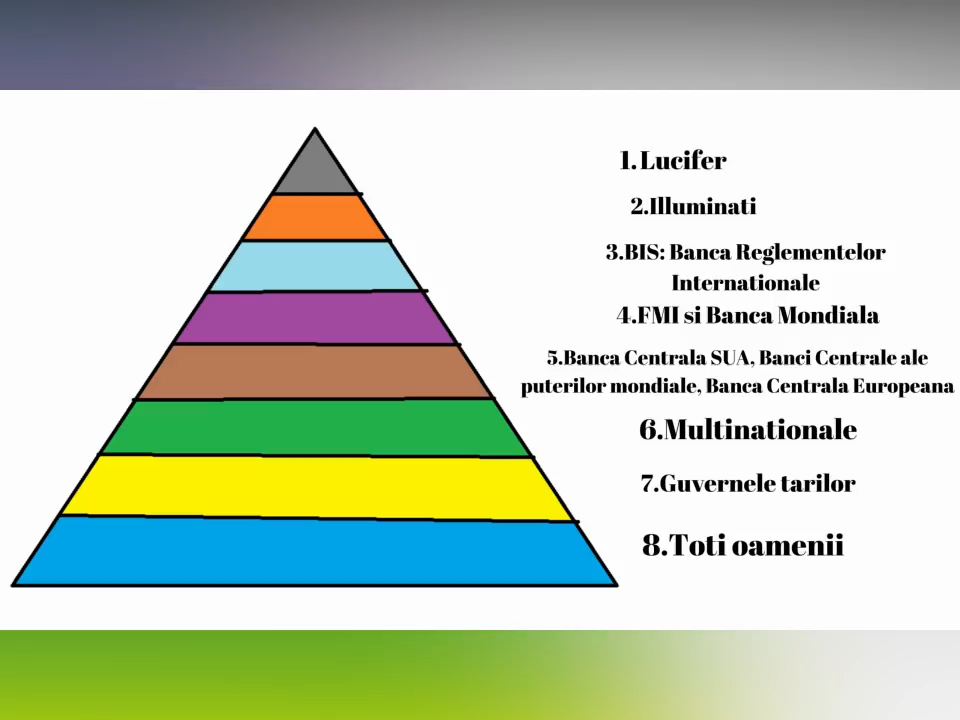 1.Lucifer
2.Illuminati
3.BIS: Banca Reglementelor
Internationale
4.FMI si Banca Mondiala
5.Banca Centrala SUA, Banci Centrale ale
puterilor mondiale, Banca Centrala Europeana
6.Multinationale
7.Guvernele tarilor
8.Toti oamenii